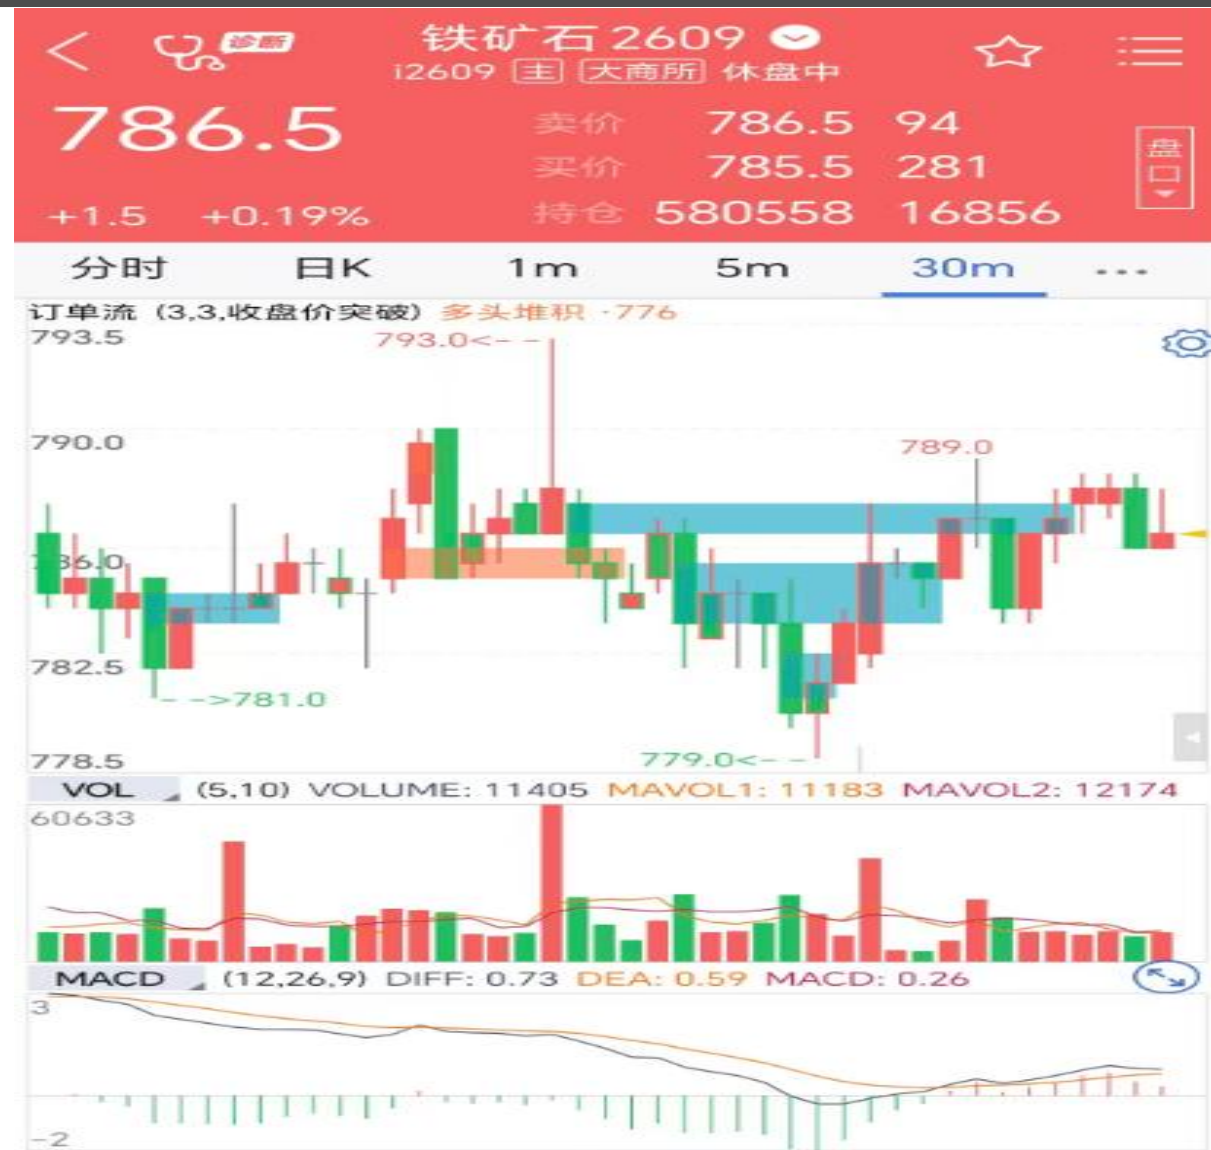 诊断 铁矿石 2609
i2609 主 大商所 休盘中
786.5 卖价 786.5 94
买价 785.5 281
盘口
+1.5 +0.19% 持仓 580558 16856
分时 日K 1m 5m 30m ...
订单流 (3,3,收盘价突破) 多头堆积 ·776
793.5 793.0<--
790.0 789.0
786.0
782.5
-->781.0
778.5 779.0<--
VOL (5,10) VOLUME: 11405 MAVOL1: 11183 MAVOL2: 12174
60633
MACD (12,26,9) DIFF: 0.73 DEA: 0.59 MACD: 0.26
3
-2